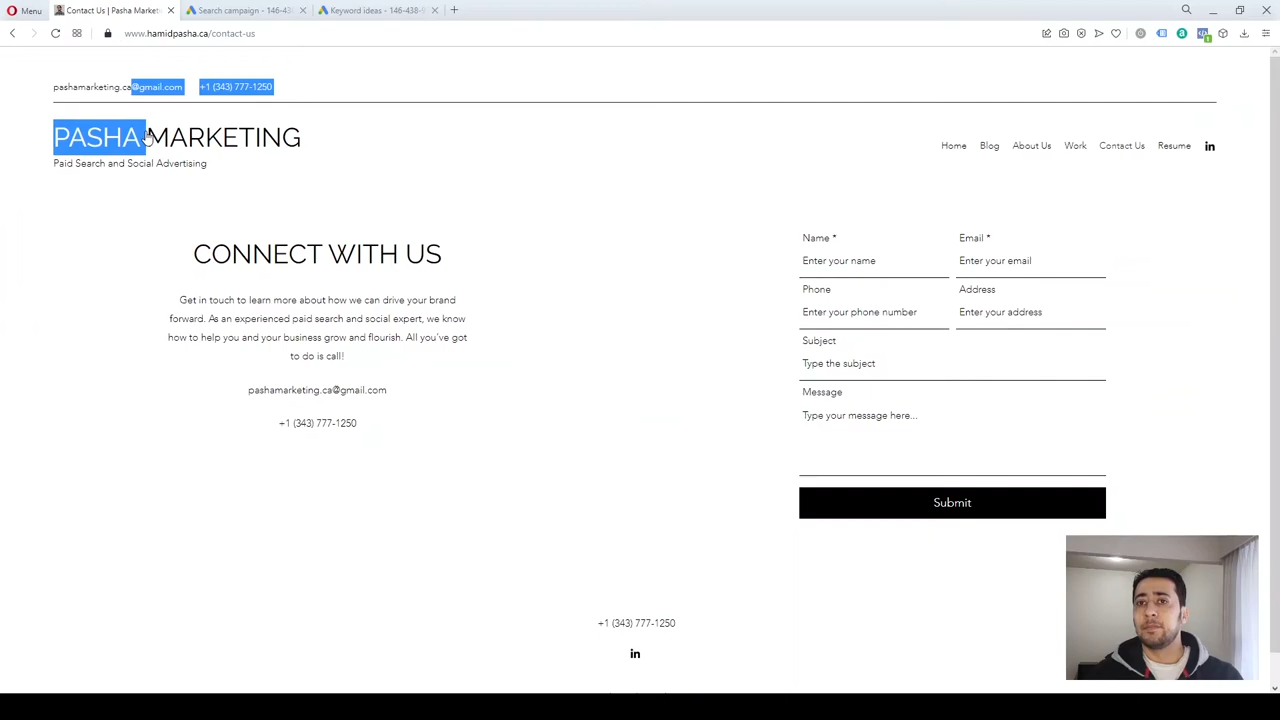 Menu
Contact Us | Pasha Market
Search campaign - 146-43
Keyword ideas - 146-438-
www.hamidpasha.ca/contact-us
1
pashamarketing.ca@gmail.com +1 (343) 777-1250
PASHA MARKETING
Paid Search and Social Advertising
Home Blog About Us Work Contact Us Resume in
CONNECT WITH US
Get in touch to learn more about how we can drive your brand
forward. As an experienced paid search and social expert, we know
how to help you and your business grow and flourish. All you've got
to do is call!
pashamarketing.ca@gmail.com
+1 (343) 777-1250
Name * Email *
Enter your name Enter your email
Phone Address
Enter your phone number Enter your address
Subject
Type the subject
Message
Type your message here...
Submit
+1 (343) 777-1250
in